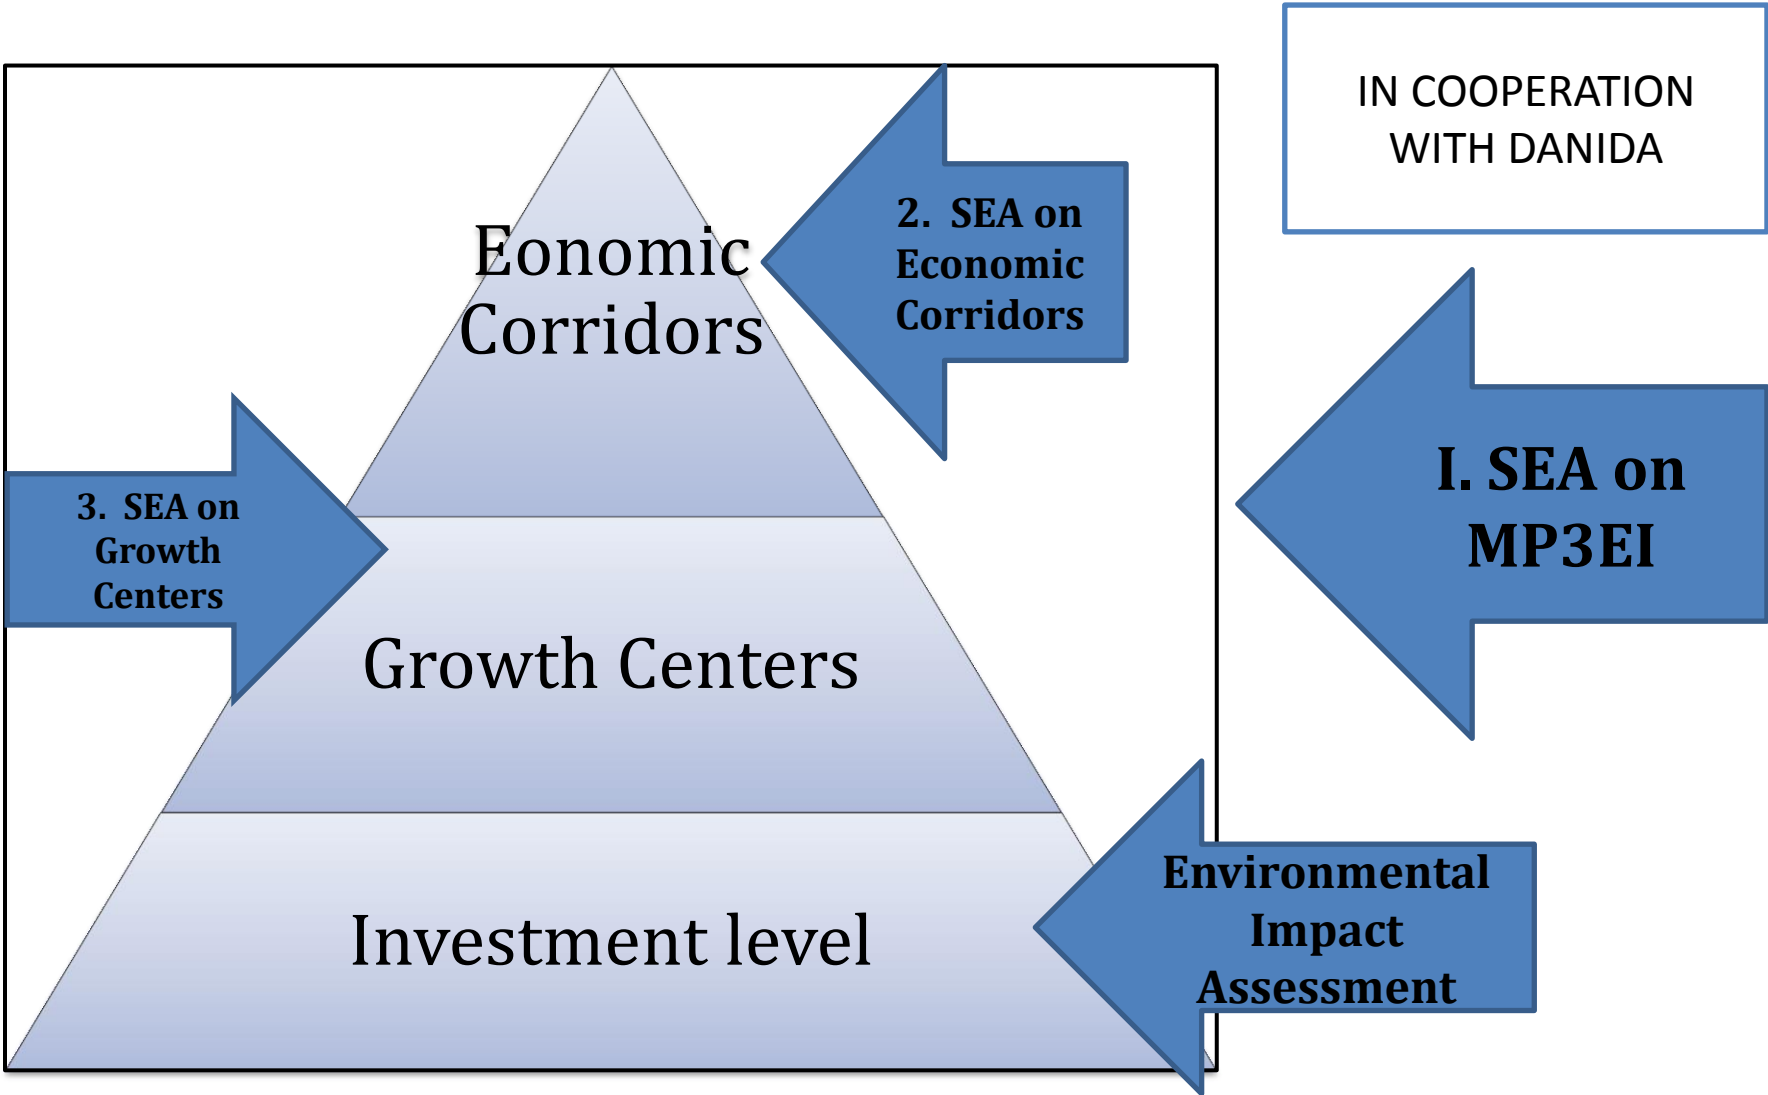 IN COOPERATION
WITH DANIDA
Eonomic
Corridors
2. SEA on
Economic
Corridors
I. SEA on
MP3EI
3. SEA on
Growth
Centers
Growth Centers
Investment level
Environmental
Impact
Assessment